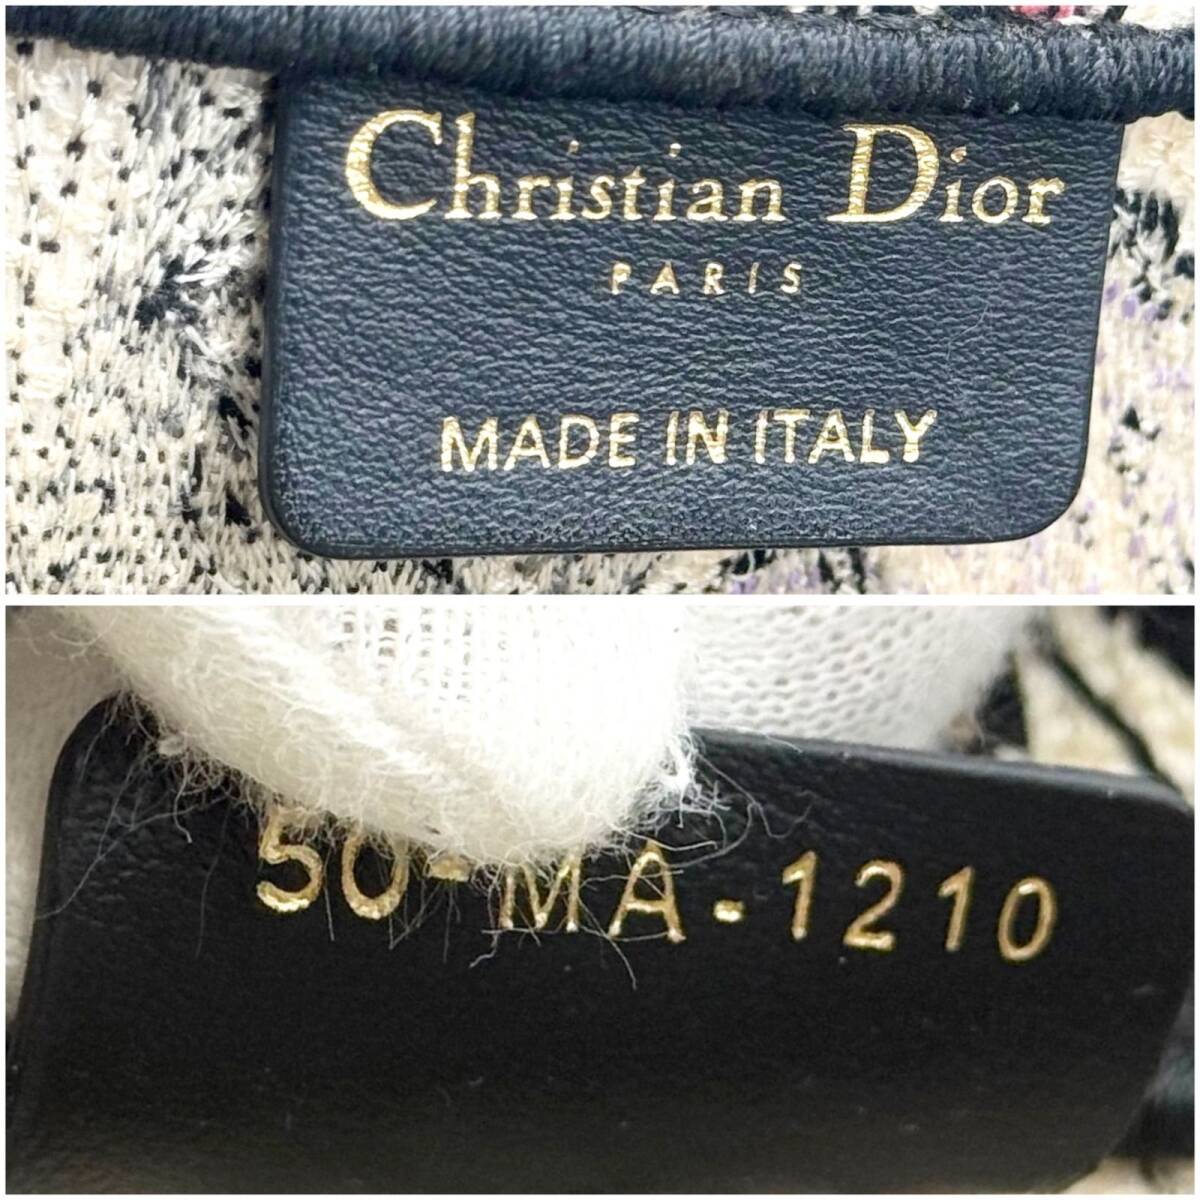 Christian Dior
PARIS
MADE IN ITALY
50-MA-1210